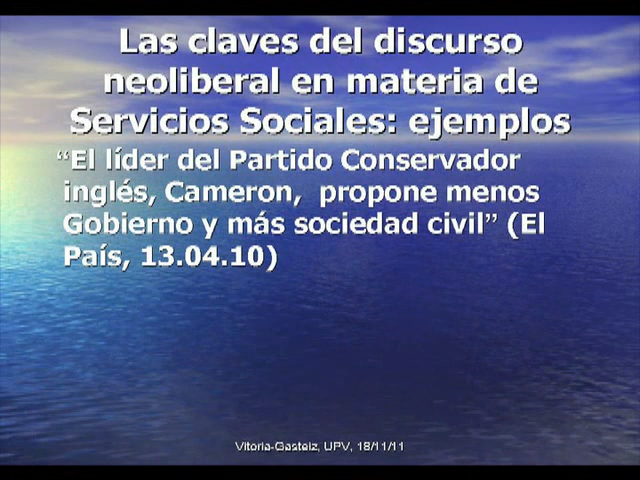 Las claves del discurso
neoliberal en materia de
Servicios Sociales: ejemplos
“El líder del Partido Conservador
inglés, Cameron, propone menos
Gobierno y más sociedad civil” (El
País, 13.04.10)
Vitoria-Gasteiz, UPV, 18/11/11